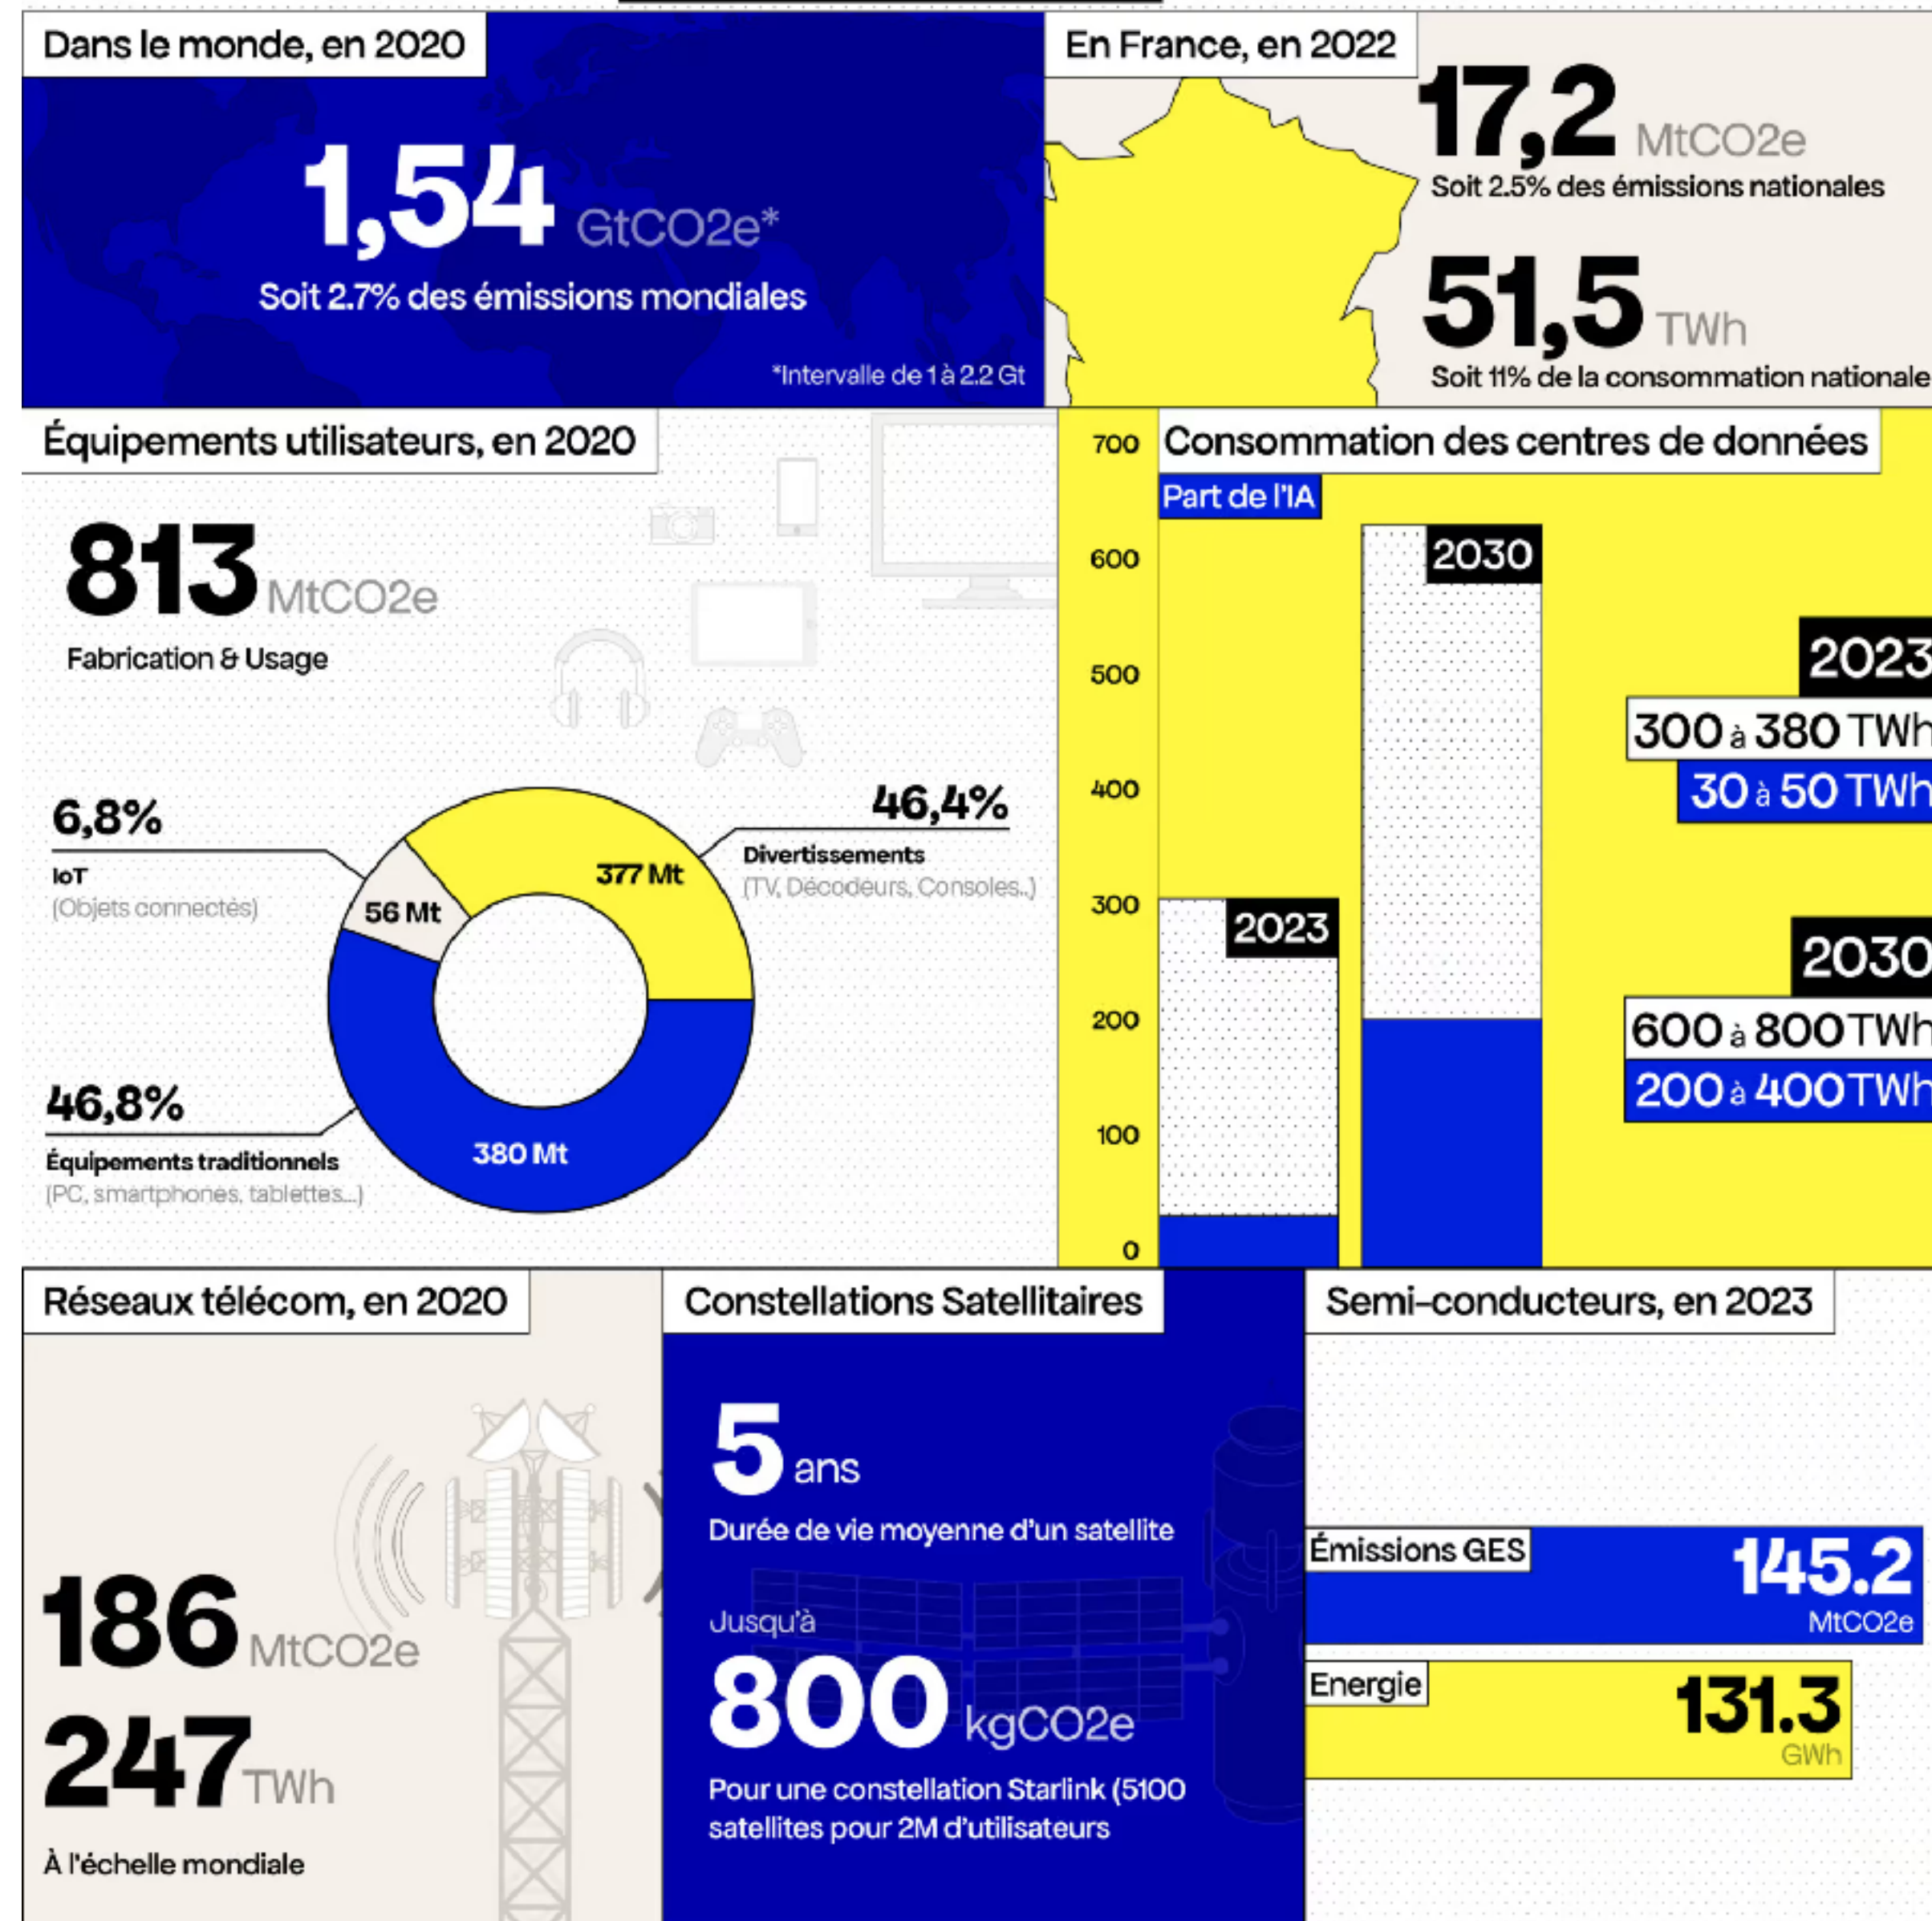 Dans le monde, en 2020
1,54 GtCO2e*
Soit 2.7% des émissions mondiales
*Intervalle de 1 à 2.2 Gt
En France, en 2022
17,2 MtCO2e
Soit 2.5% des émissions nationales
51,5 TWh
Soit 11% de la consommation nationale
Équipements utilisateurs, en 2020
813 MtCO2e
Fabrication & Usage
6,8%
IoT
(Objets connectés)
56 Mt
46,4%
Divertissements
(TV, Décodeurs, Consoles..)
377 Mt
46,8%
Équipements traditionnels
(PC, smartphones, tablettes...)
380 Mt
Consommation des centres de données
Part de l'IA
700
600
500
400
300
200
100
0
2023
2030
2023
300 à 380 TWh
30 à 50 TWh
2030
600 à 800 TWh
200 à 400 TWh
Réseaux télécom, en 2020
186 MtCO2e
247 TWh
À l'échelle mondiale
Constellations Satellitaires
5 ans
Durée de vie moyenne d'un satellite
Jusqu'à
800 kgCO2e
Pour une constellation Starlink (5100
satellites pour 2M d'utilisateurs
Semi-conducteurs, en 2023
Émissions GES
145.2
MtCO2e
Energie
131.3
GWh